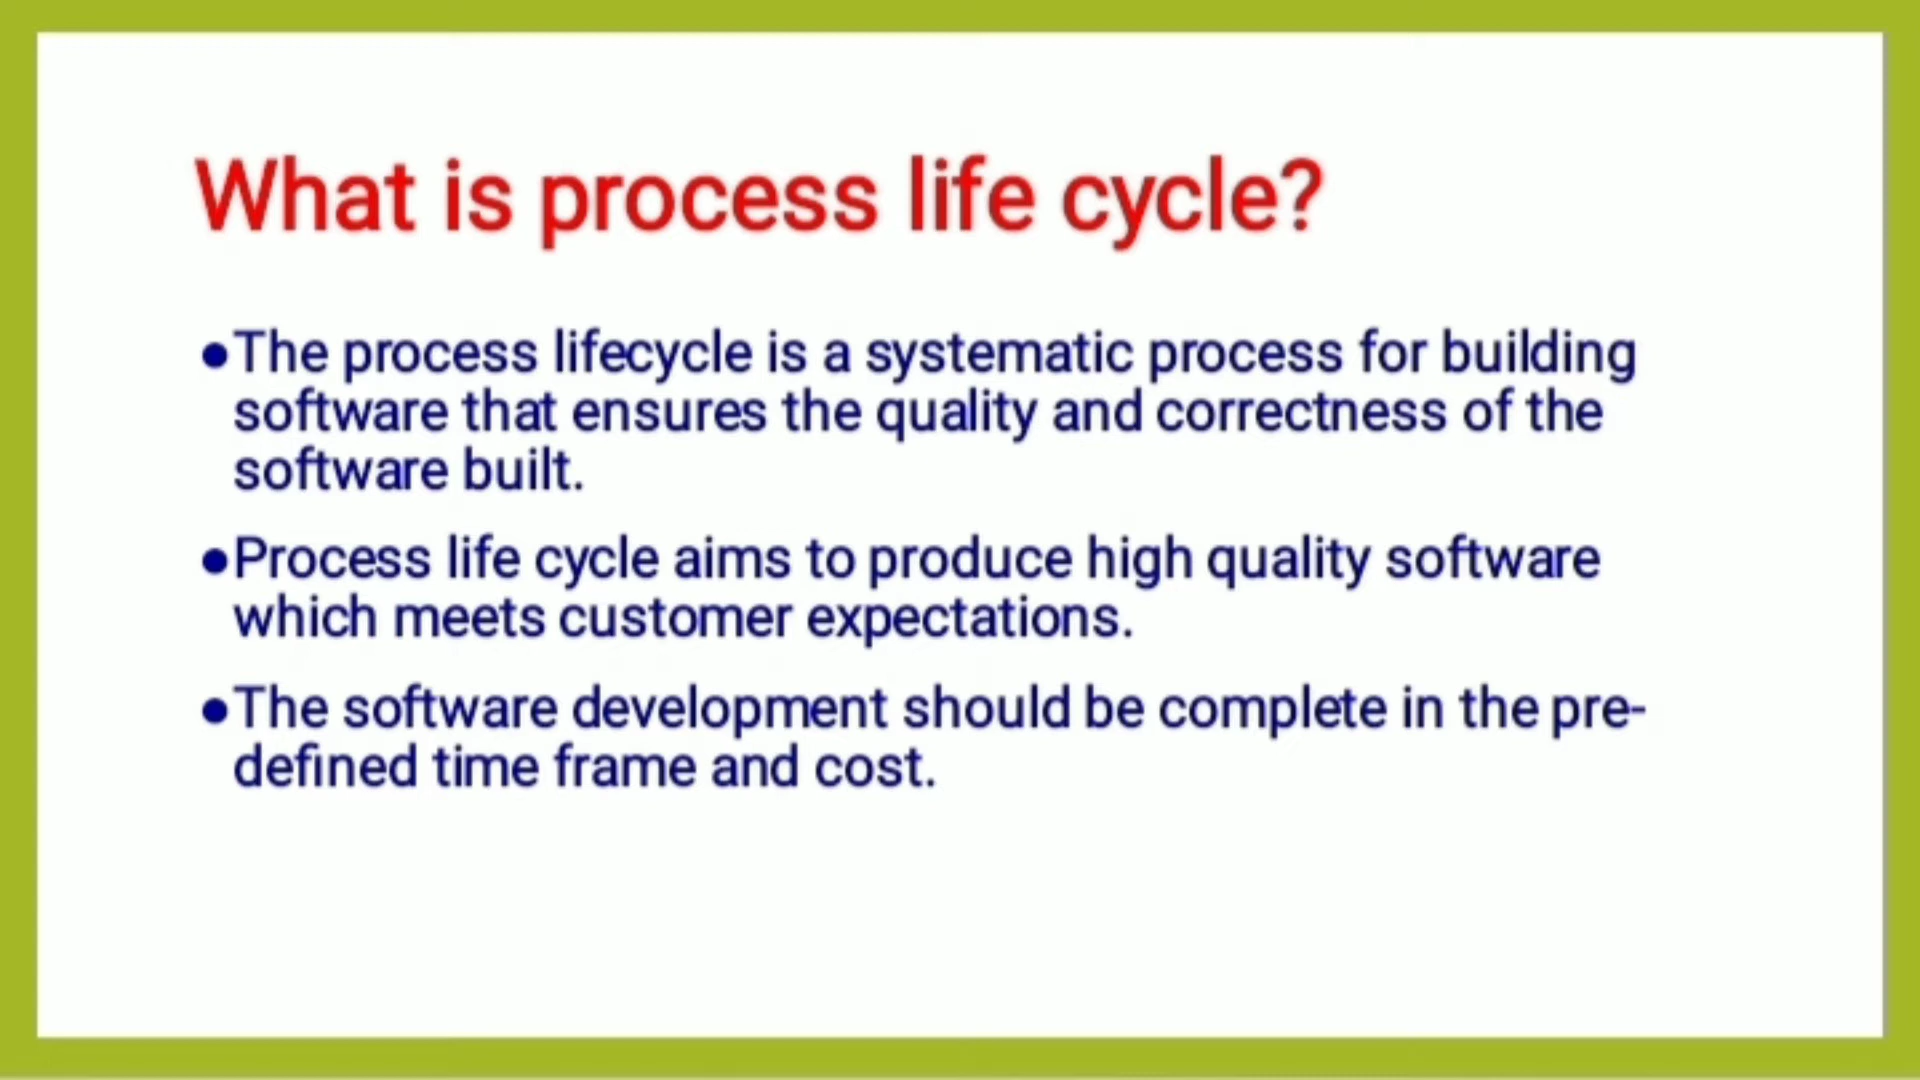 What is process life cycle?
●The process lifecycle is a systematic process for building
software that ensures the quality and correctness of the
software built.
●Process life cycle aims to produce high quality software
which meets customer expectations.
●The software development should be complete in the pre-
defined time frame and cost.